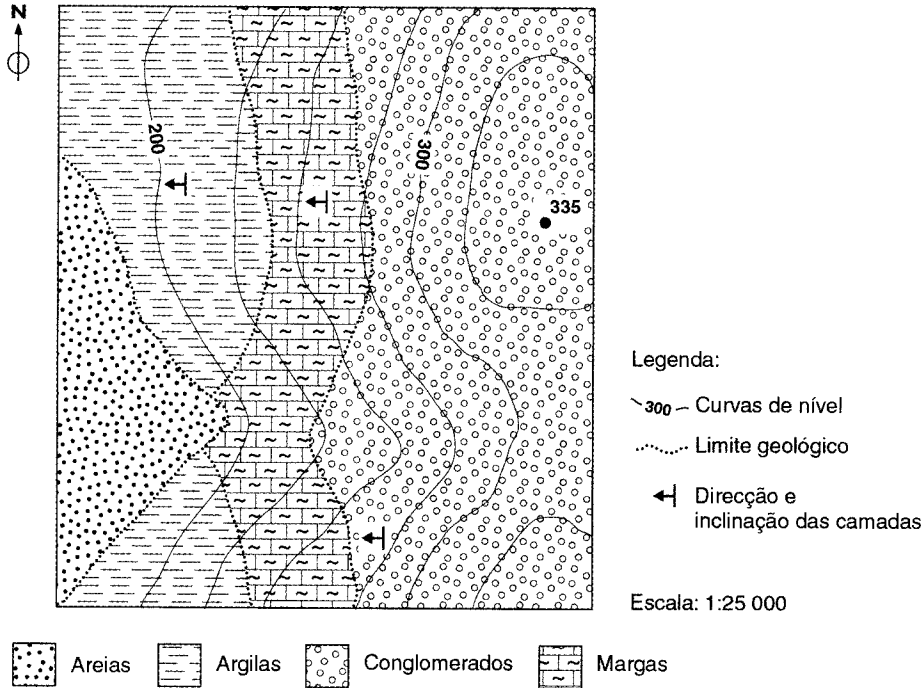 N
200
300
335
Legenda:
300 Curvas de nível
Limite geológico
Direcção e
inclinação das camadas
Escala: 1:25 000
Areias
Argilas
Conglomerados
Margas